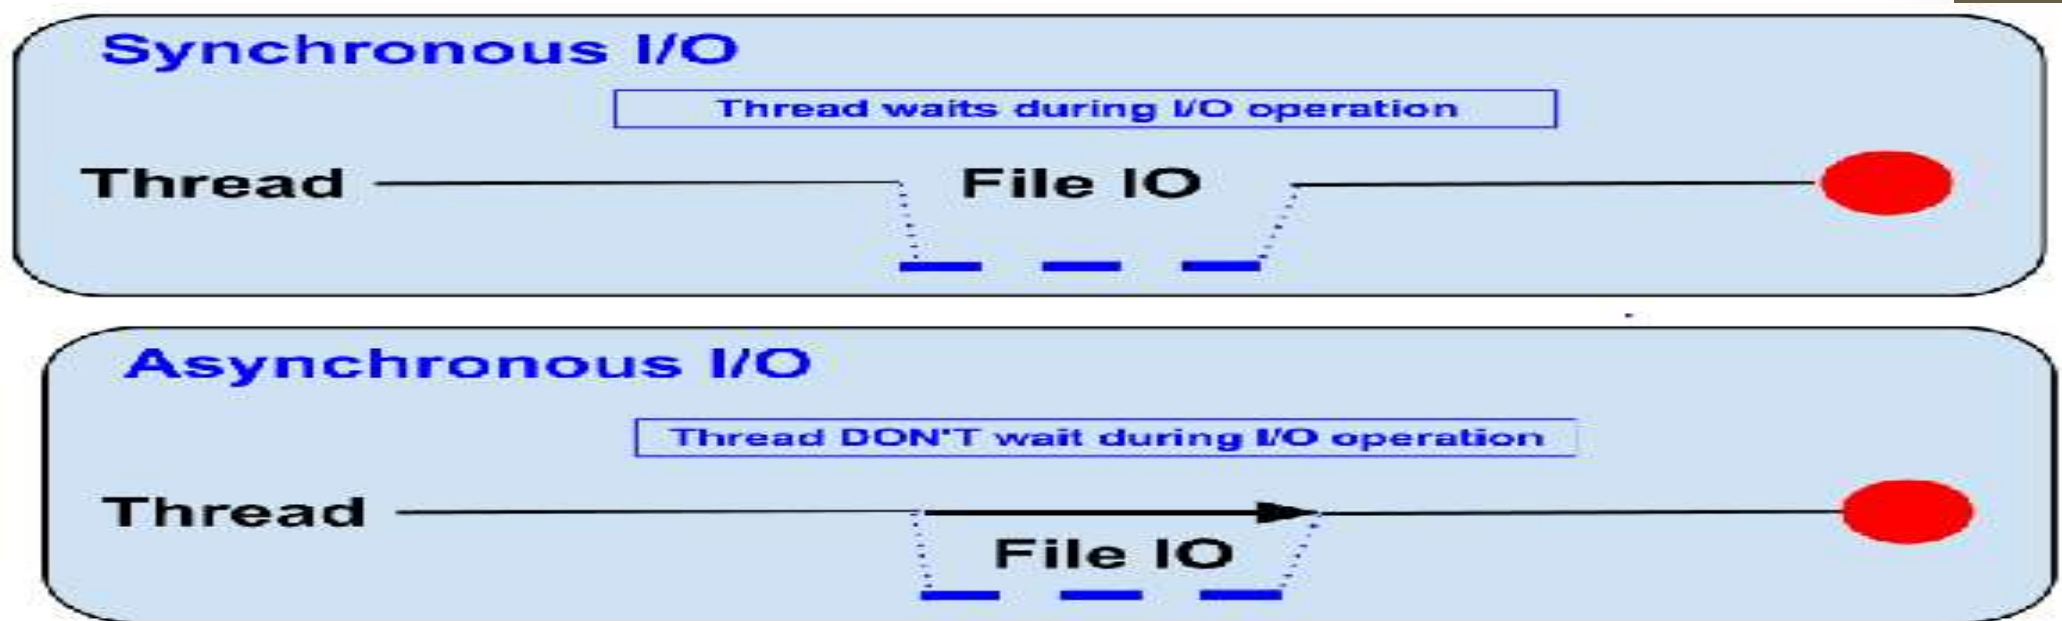 Synchronous I/O
Thread waits during I/O operation
Thread File IO
Asynchronous I/O
Thread DON'T wait during I/O operation
Thread
File IO